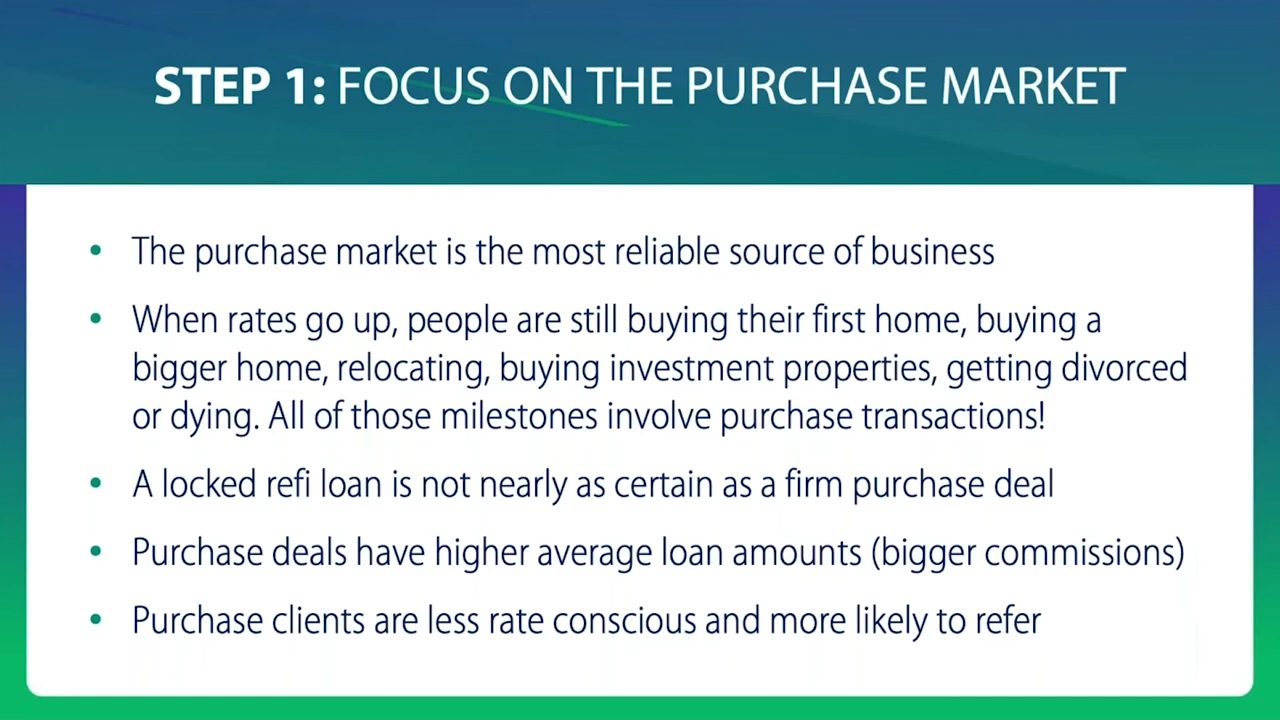 STEP 1: FOCUS ON THE PURCHASE MARKET
• The purchase market is the most reliable source of business
• When rates go up, people are still buying their first home, buying a
bigger home, relocating, buying investment properties, getting divorced
or dying. All of those milestones involve purchase transactions!
• A locked refi loan is not nearly as certain as a firm purchase deal
• Purchase deals have higher average loan amounts (bigger commissions)
• Purchase clients are less rate conscious and more likely to refer